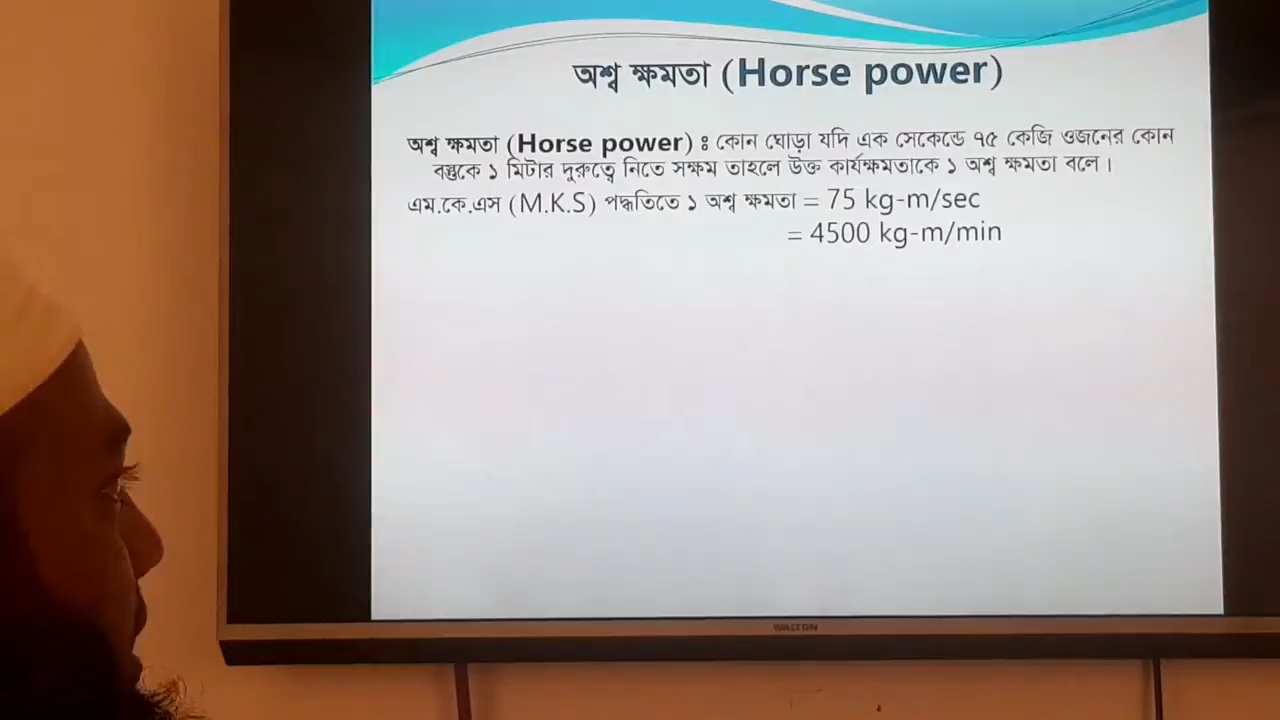 অশ্ব ক্ষমতা (Horse power)
অশ্ব ক্ষমতা (Horse power) ঃ কোন ঘোড়া যদি এক সেকেন্ডে ৭৫ কেজি ওজনের কোন
বস্তুকে ১ মিটার দুরুত্বে নিতে সক্ষম তাহলে উক্ত কার্যক্ষমতাকে ১ অশ্ব ক্ষমতা বলে।
এম.কে.এস (M.K.S) পদ্ধতিতে ১ অশ্ব ক্ষমতা = 75 kg-m/sec
= 4500 kg-m/min
WALTON